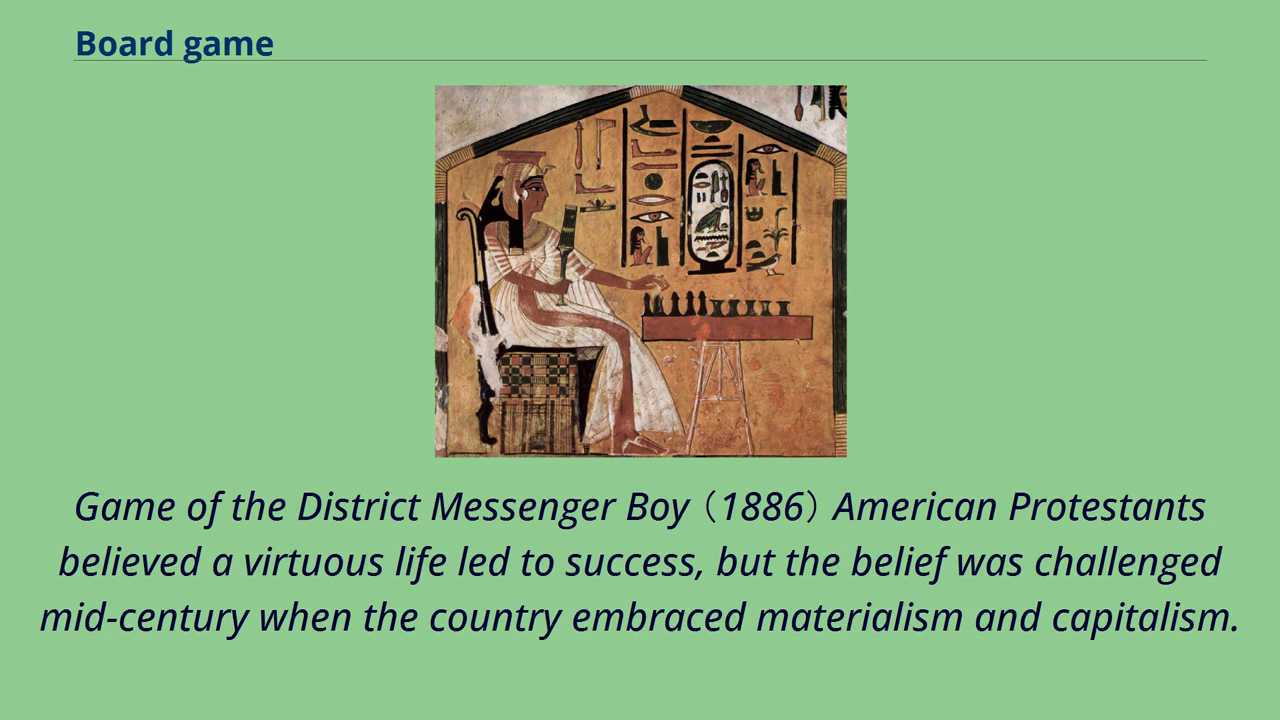 Board game
Game of the District Messenger Boy（1886）American Protestants
believed a virtuous life led to success, but the belief was challenged
mid-century when the country embraced materialism and capitalism.